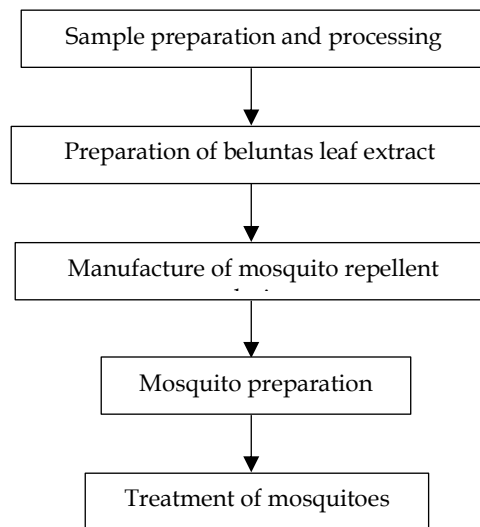 Sample preparation and processing
Preparation of beluntas leaf extract
Manufacture of mosquito repellent
Mosquito preparation
Treatment of mosquitoes